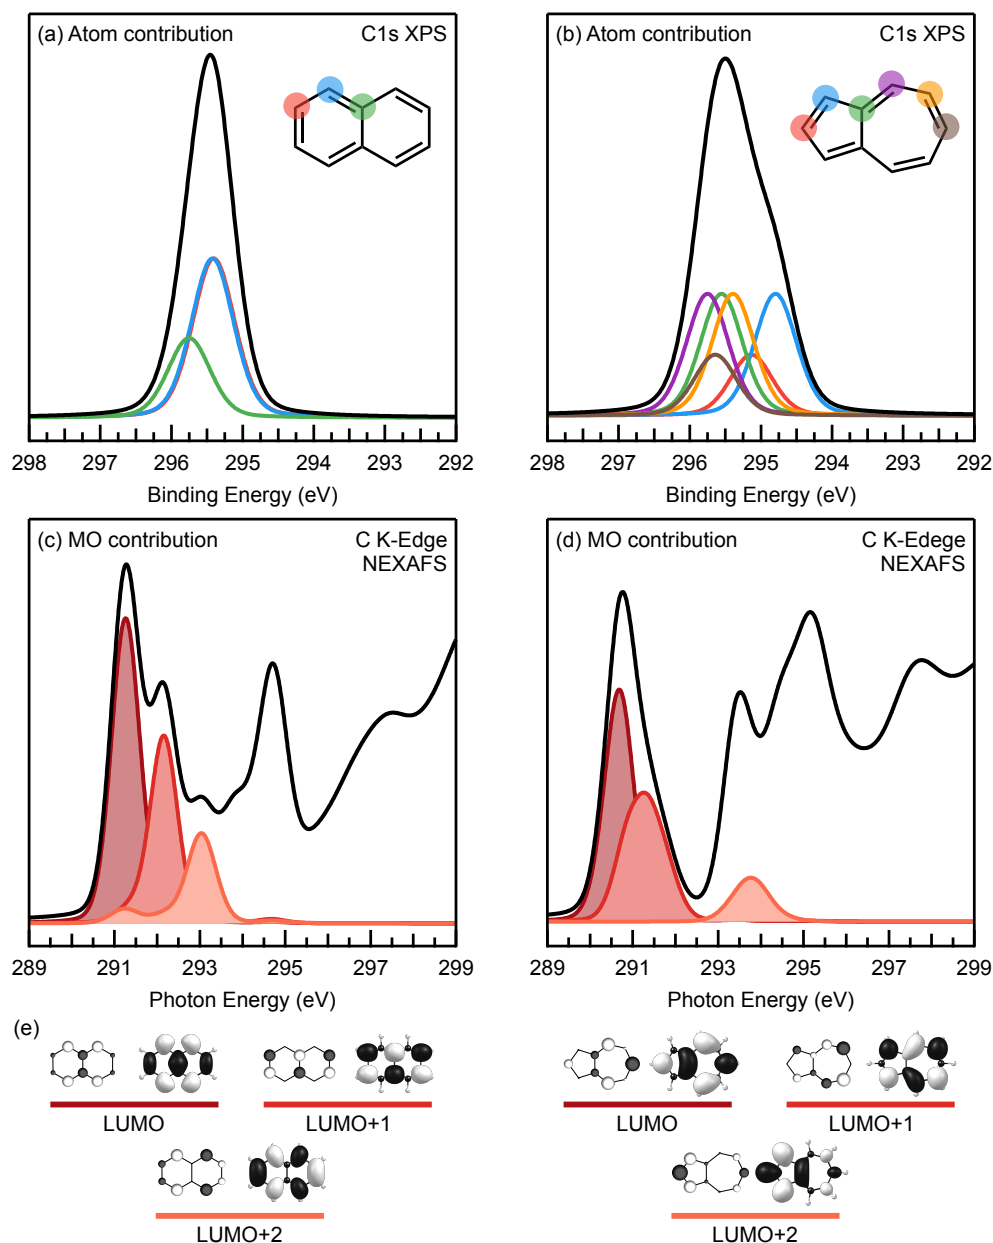 (a) Atom contribution C1s XPS
298 297 296 295 294 293 292
Binding Energy (eV)
(b) Atom contribution C1s XPS
298 297 296 295 294 293 292
Binding Energy (eV)
(c) MO contribution C K-Edge
NEXAFS
289 291 293 295 297 299
Photon Energy (eV)
(d) MO contribution C K-Edege
NEXAFS
289 291 293 295 297 299
Photon Energy (eV)
(e)
LUMO LUMO+1
LUMO+2
LUMO LUMO+1
LUMO+2